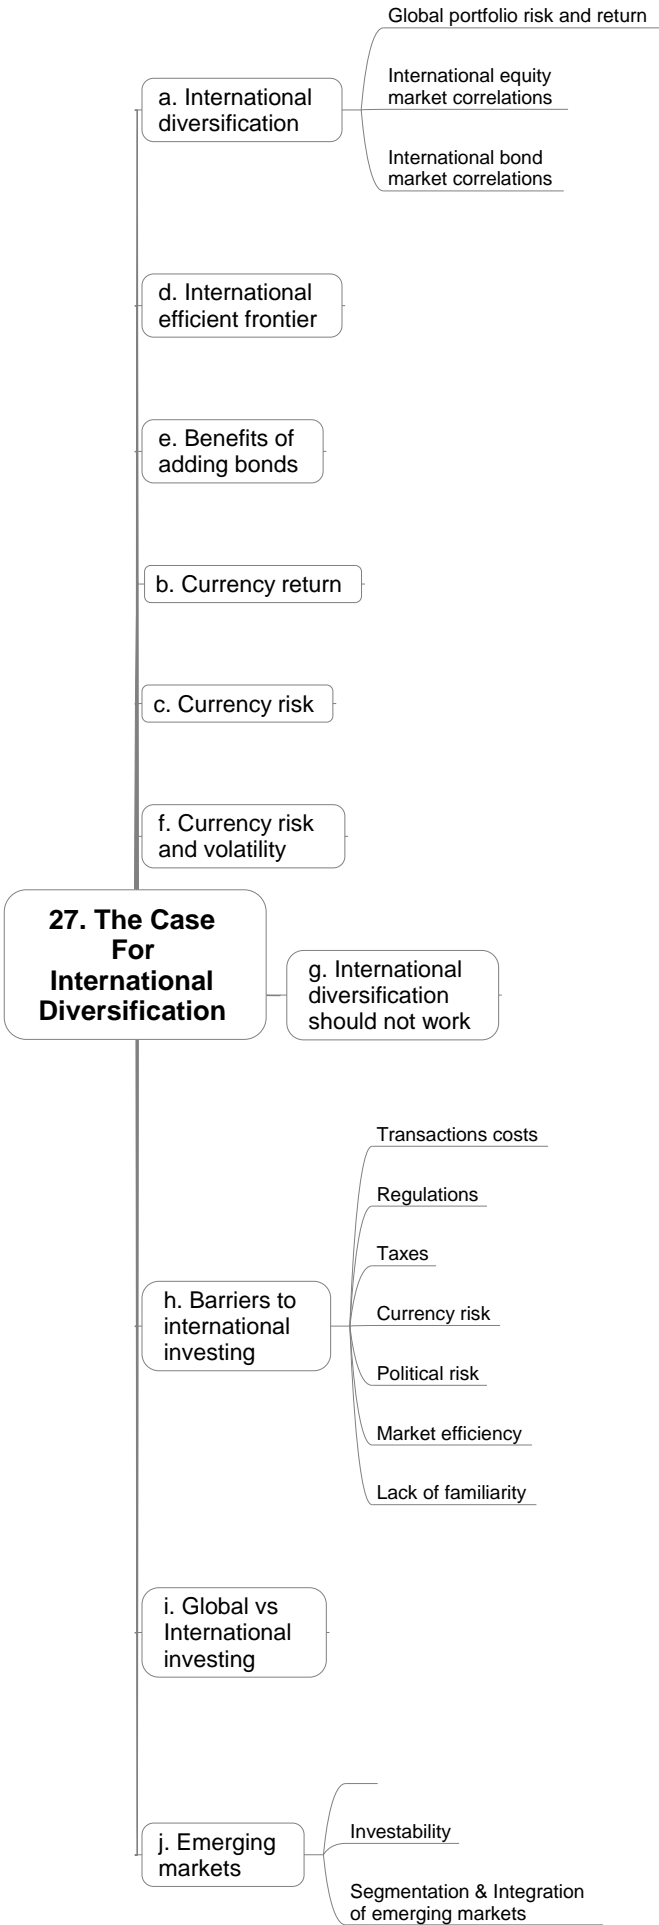 Global portfolio risk and return
a. International
diversification
International equity
market correlations
International bond
market correlations
d. International
efficient frontier
e. Benefits of
adding bonds
b. Currency return
c. Currency risk
f. Currency risk
and volatility
27. The Case
For
International
Diversification
g. International
diversification
should not work
h. Barriers to
international
investing
Transactions costs
Regulations
Taxes
Currency risk
Political risk
Market efficiency
Lack of familiarity
i. Global vs
International
investing
j. Emerging
markets
Investability
Segmentation & Integration
of emerging markets